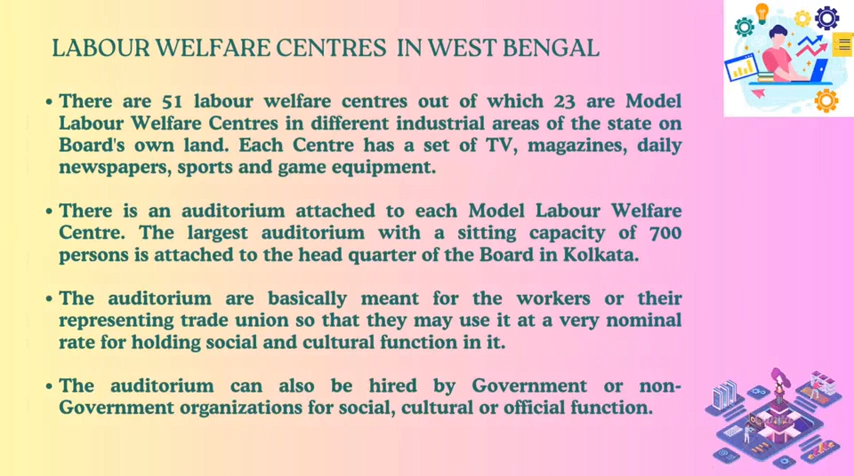 LABOUR WELFARE CENTRES IN WEST BENGAL
• There are 51 labour welfare centres out of which 23 are Model
Labour Welfare Centres in different industrial areas of the state on
Board's own land. Each Centre has a set of TV, magazines, daily
newspapers, sports and game equipment.
• There is an auditorium attached to each Model Labour Welfare
Centre. The largest auditorium with a sitting capacity of 700
persons is attached to the head quarter of the Board in Kolkata.
• The auditorium are basically meant for the workers or their
representing trade union so that they may use it at a very nominal
rate for holding social and cultural function in it.
• The auditorium can also be hired by Government or non-
Government organizations for social, cultural or official function.